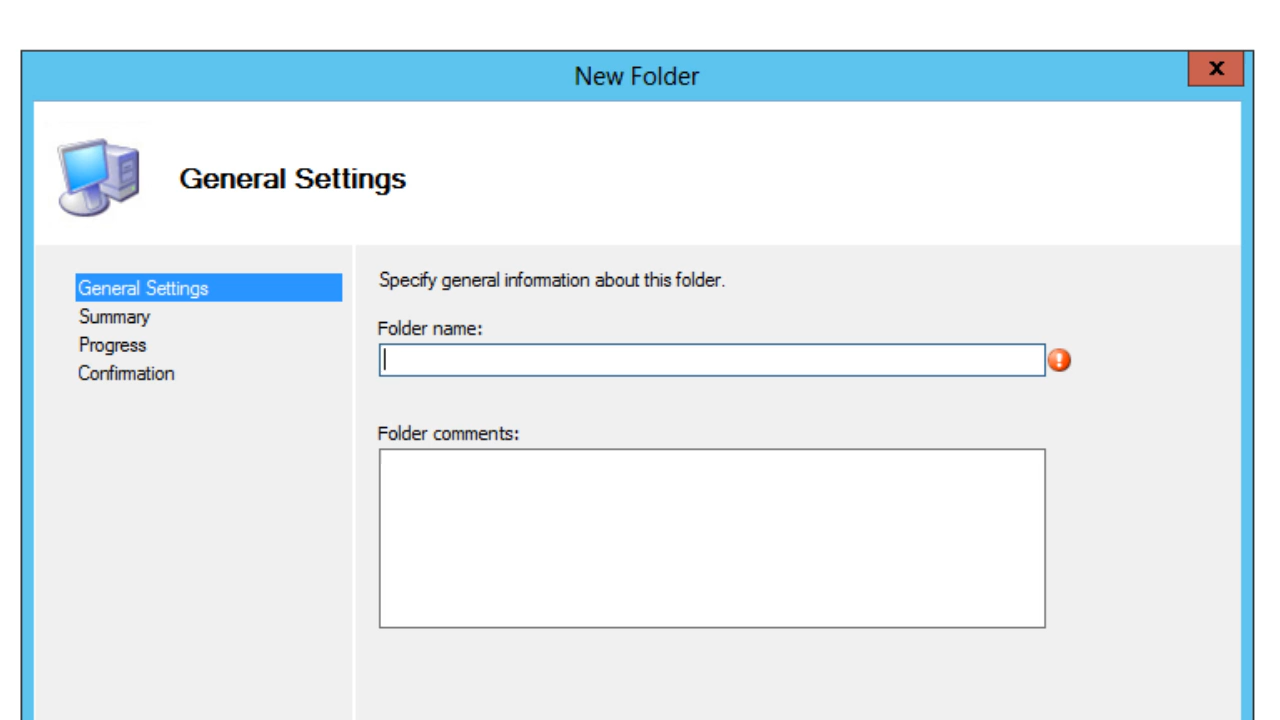 New Folder
x
General Settings
General Settings
Summary
Progress
Confirmation
Specify general information about this folder.
Folder name:
Folder comments: